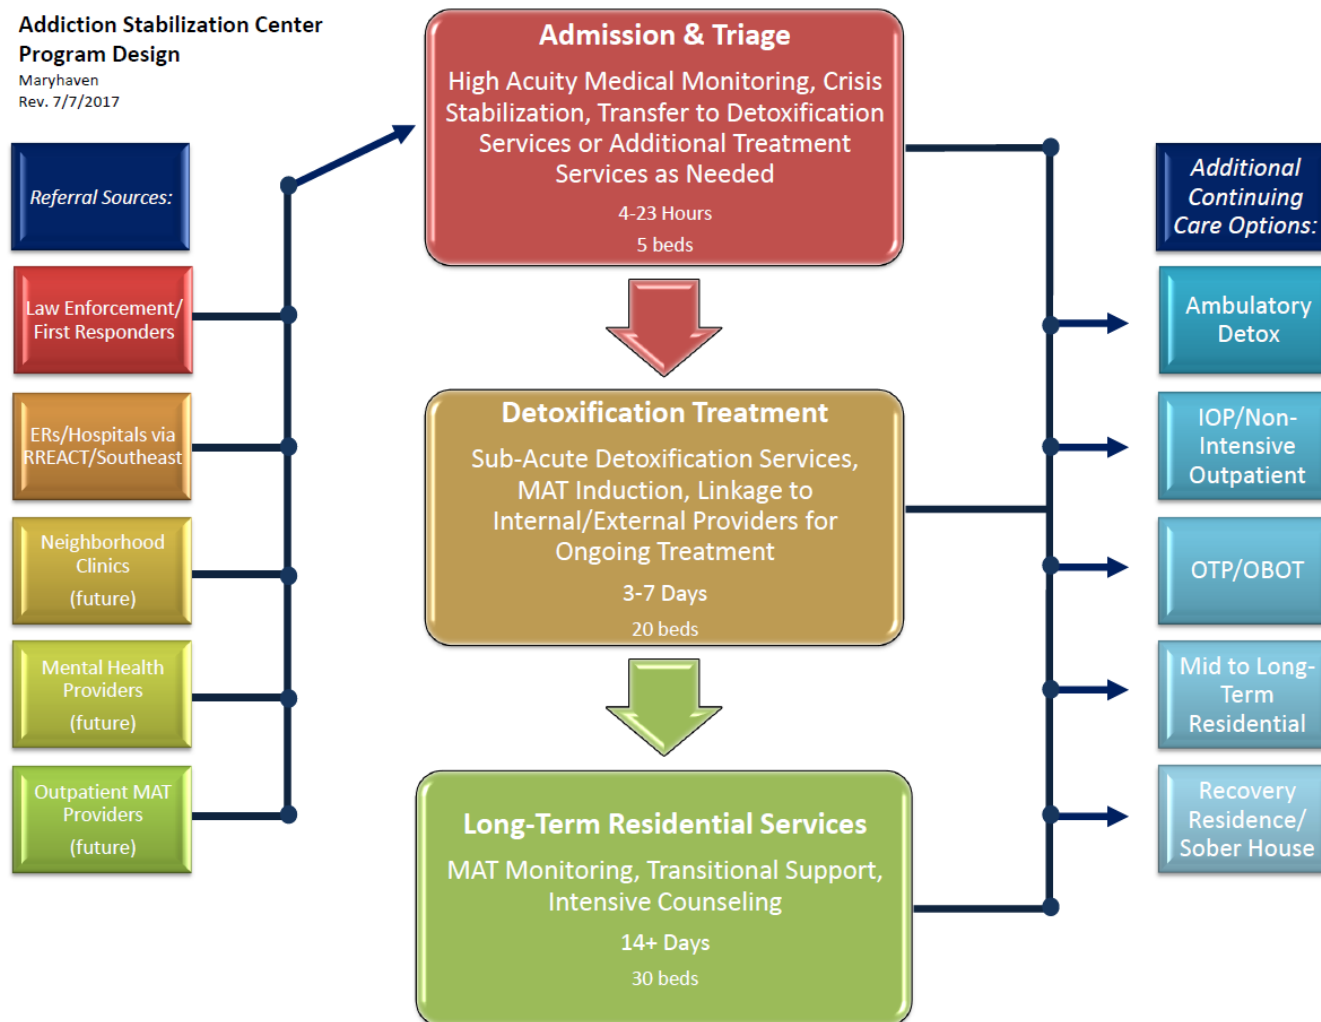 Addiction Stabilization Center
Program Design
Maryhaven
Rev. 7/7/2017
Referral Sources:
Law Enforcement/
First Responders
ERs/Hospitals via
RREACT/Southeast
Neighborhood
Clinics
(future)
Mental Health
Providers
(future)
Outpatient MAT
Providers
(future)
Admission & Triage
High Acuity Medical Monitoring, Crisis
Stabilization, Transfer to Detoxification
Services or Additional Treatment
Services as Needed
4-23 Hours
5 beds
Detoxification Treatment
Sub-Acute Detoxification Services,
MAT Induction, Linkage to
Internal/External Providers for
Ongoing Treatment
3-7 Days
20 beds
Long-Term Residential Services
MAT Monitoring, Transitional Support,
Intensive Counseling
14+ Days
30 beds
Additional
Continuing
Care Options:
Ambulatory
Detox
IOP/Non-
Intensive
Outpatient
OTP/OBOT
Mid to Long-
Term
Residential
Recovery
Residence/
Sober House